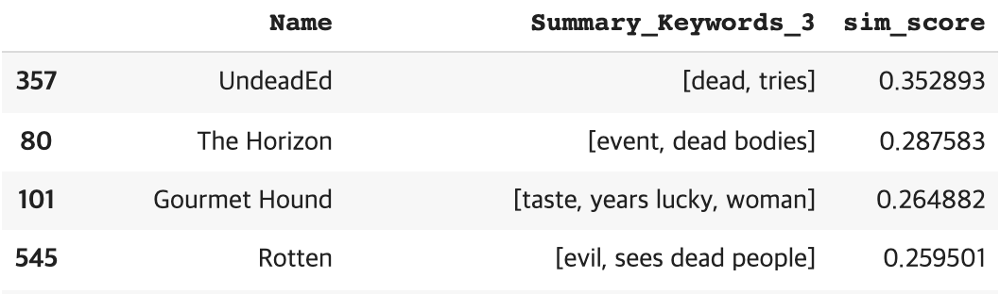 Name Summary_Keywords_3 sim_score
357 UndeadEd [dead, tries] 0.352893
80 The Horizon [event, dead bodies] 0.287583
101 Gourmet Hound [taste, years lucky, woman] 0.264882
545 Rotten [evil, sees dead people] 0.259501